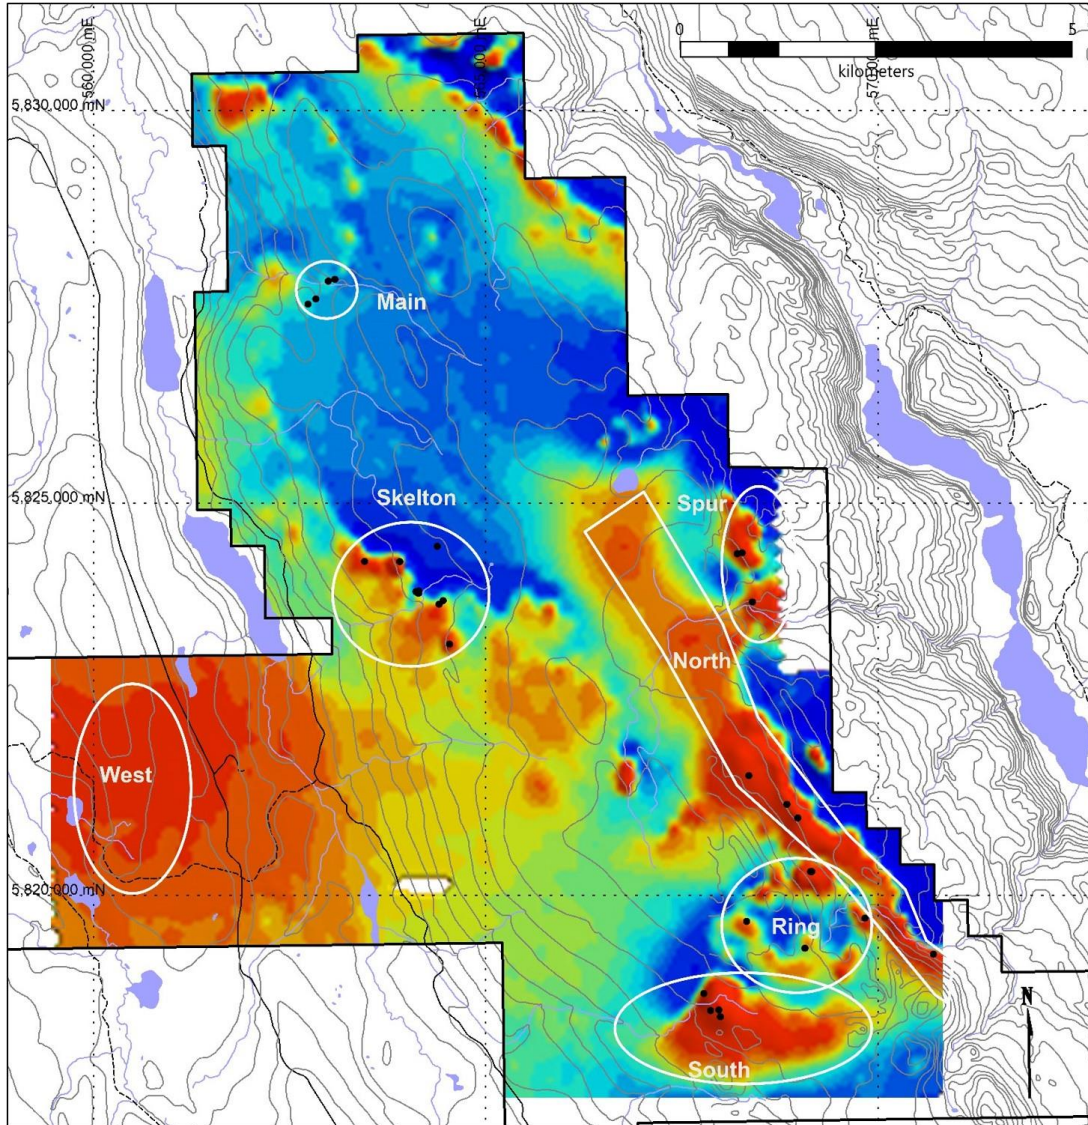 0 5
kilometers
560,000 mE
570,000 mE
5,830,000 mN
Main
5,825,000 mN
Skelton
Spur
North
West
5,820,000 mN
Ring
N
South